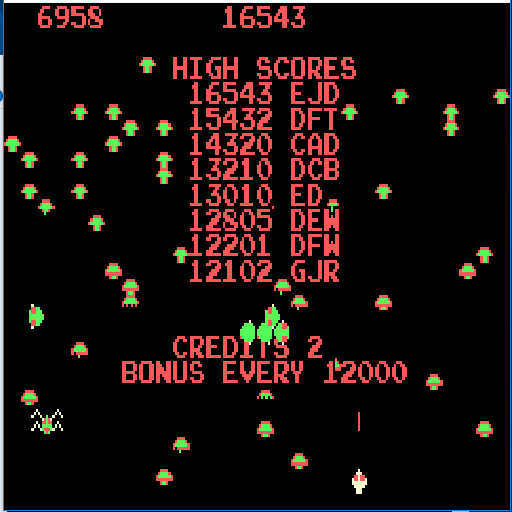 6958 16543
HIGH SCORES
16543 EJD
15432 DFT
14320 CAD
13210 DCB
13010 ED
12805 DEW
12201 DFW
12102 GJR
CREDITS 2
BONUS EVERY 12000